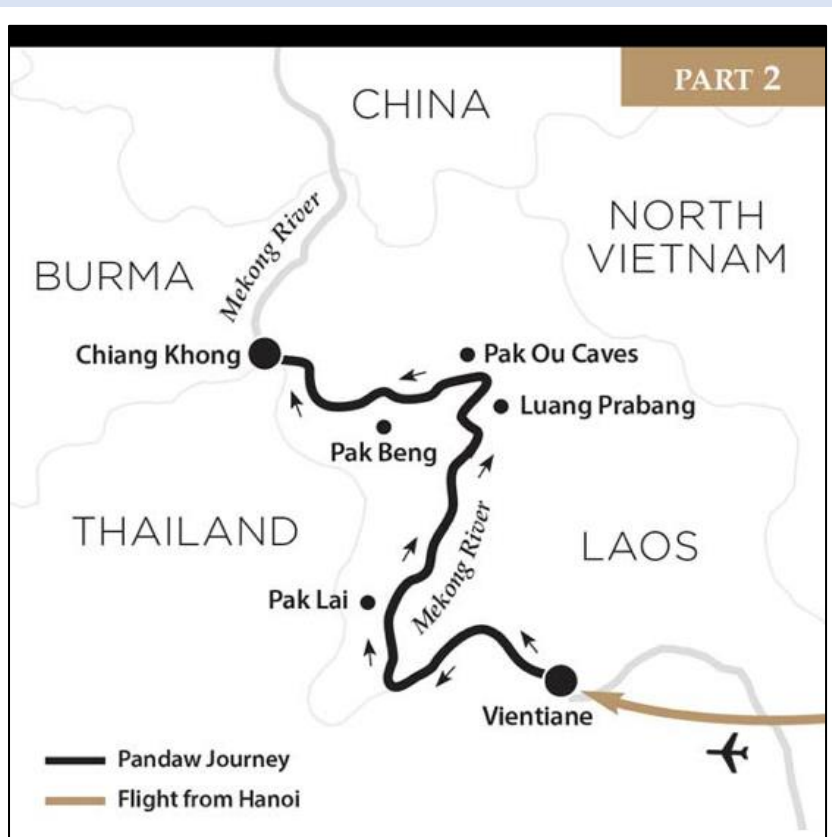 PART 2
CHINA
NORTH
VIETNAM
BURMA
Mekong River
Chiang Khong
Pak Ou Caves
Luang Prabang
Pak Beng
THAILAND
LAOS
Mekong River
Pak Lai
Vientiane
Pandaw Journey
Flight from Hanoi